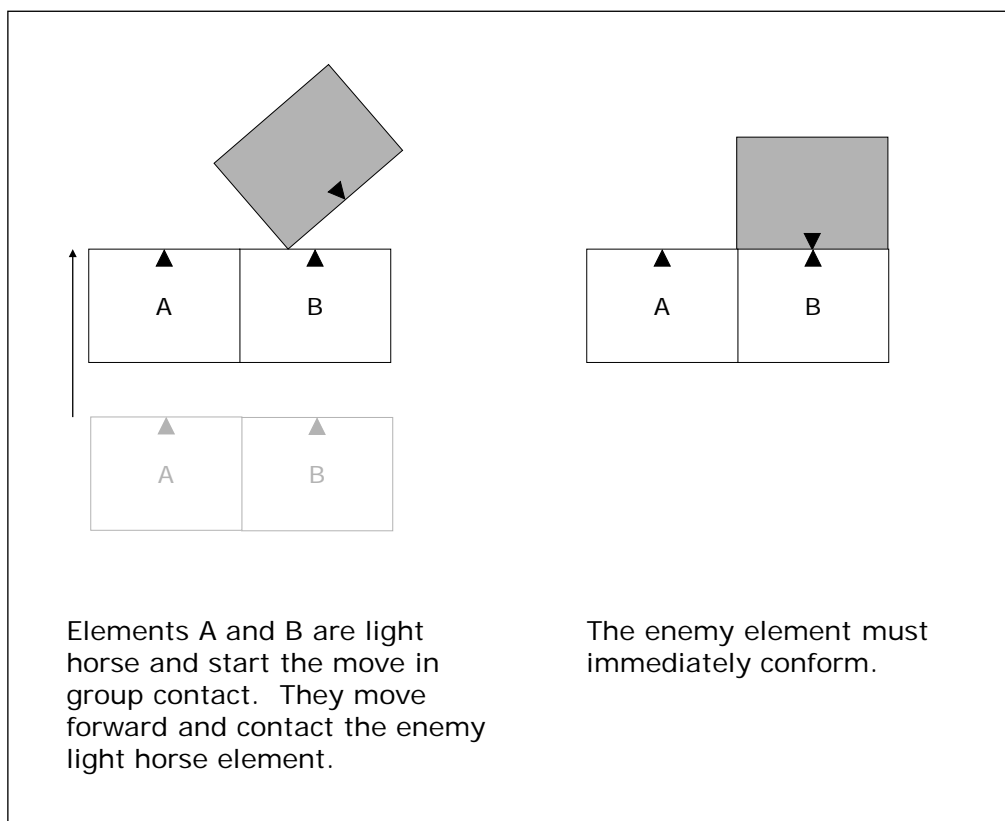 A B
A B
A B
Elements A and B are light
horse and start the move in
group contact.  They move
forward and contact the enemy
light horse element.
The enemy element must
immediately conform.